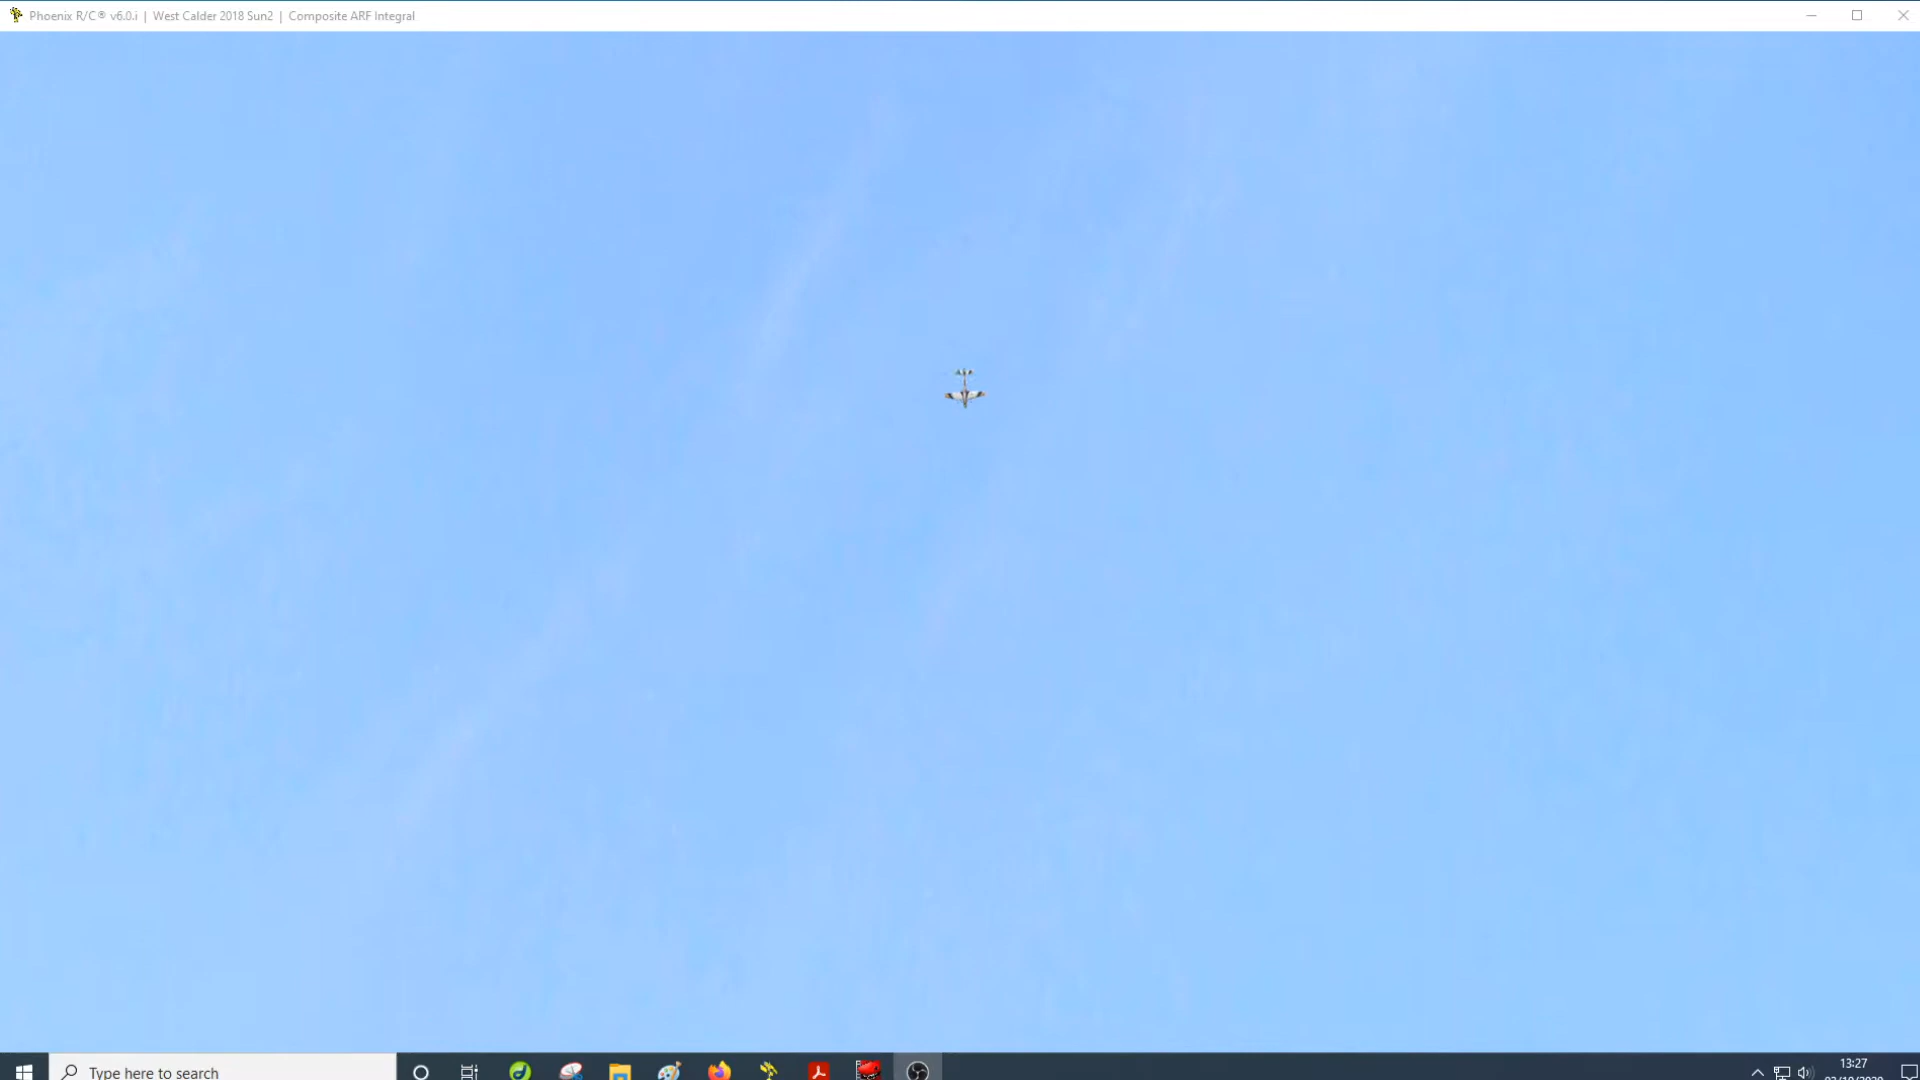 Phoenix R/C® v6.0.i | West Calder 2018 Sun2 | Composite ARF Integral
Type here to search
13:27